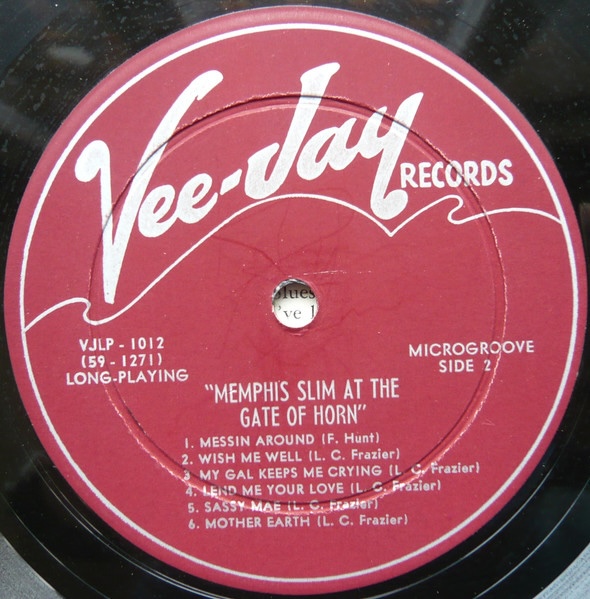 Vee-Jay
RECORDS
VJLP - 1012
(59 - 1271)
LONG-PLAYING
MICROGROOVE
SIDE 2
"MEMPHIS SLIM AT THE
GATE OF HORN"
1. MESSIN AROUND (F. Hunt)
2. WISH ME WELL (L. C. Frazier)
3. MY GAL KEEPS ME CRYING (L. C. Frazier)
4. LEND ME YOUR LOVE (L. C. Frazier)
5. SASSY MAE (L. C. Frazier)
6. MOTHER EARTH (L. C. Frazier)
Blues
I've